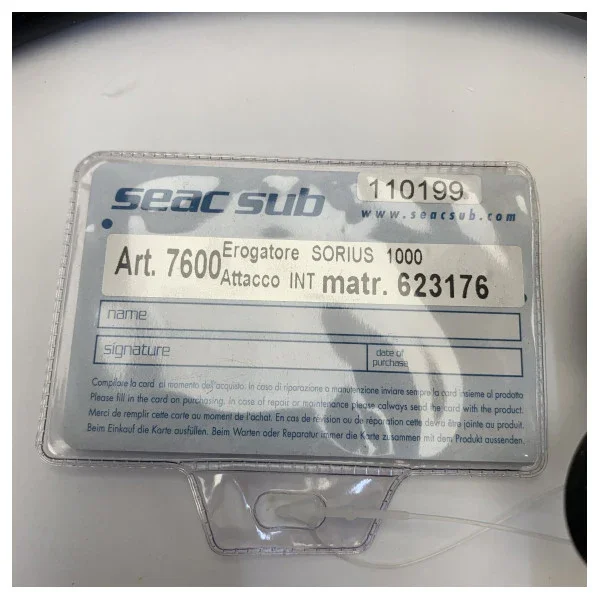 seac sub
110199
www.seacsub.com
Art. 7600
Erogatore SORIUS 1000
Attacco INT
matr. 623176
name
signature
date of
purchase
Compilare la card al momento dell'acquisto. In caso di riparazione o manutenzione inviare sempre la card insieme al prodotto
Please fill in the card on purchasing. In case of repair or maintenance please calways send the card with the product.
Merci de remplir cette carte au moment de l'achat. En cas de révision ou de réparation cette devra être jointe au produit.
Beim Einkauf die Karte ausfüllen. Beim Warten oder Reparatur immer die Karte zusammen mit dem Produkt aussenden.